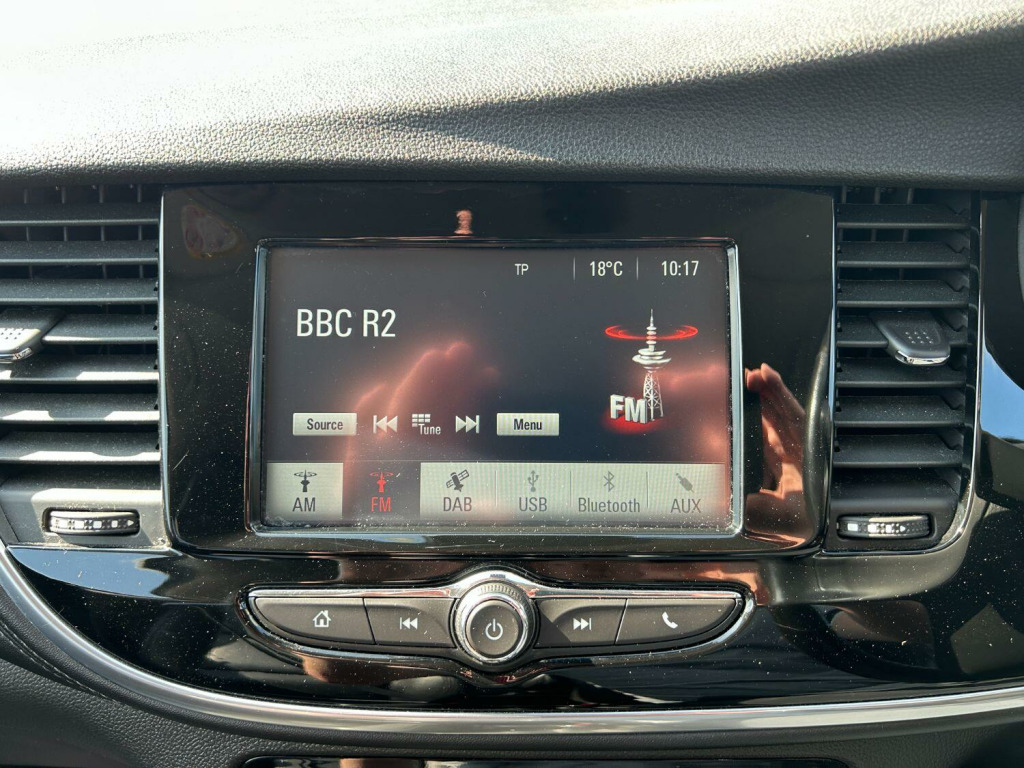 TP 18°C 10:17
BBC R2
FM
Source Tune Menu
AM FM DAB USB Bluetooth AUX